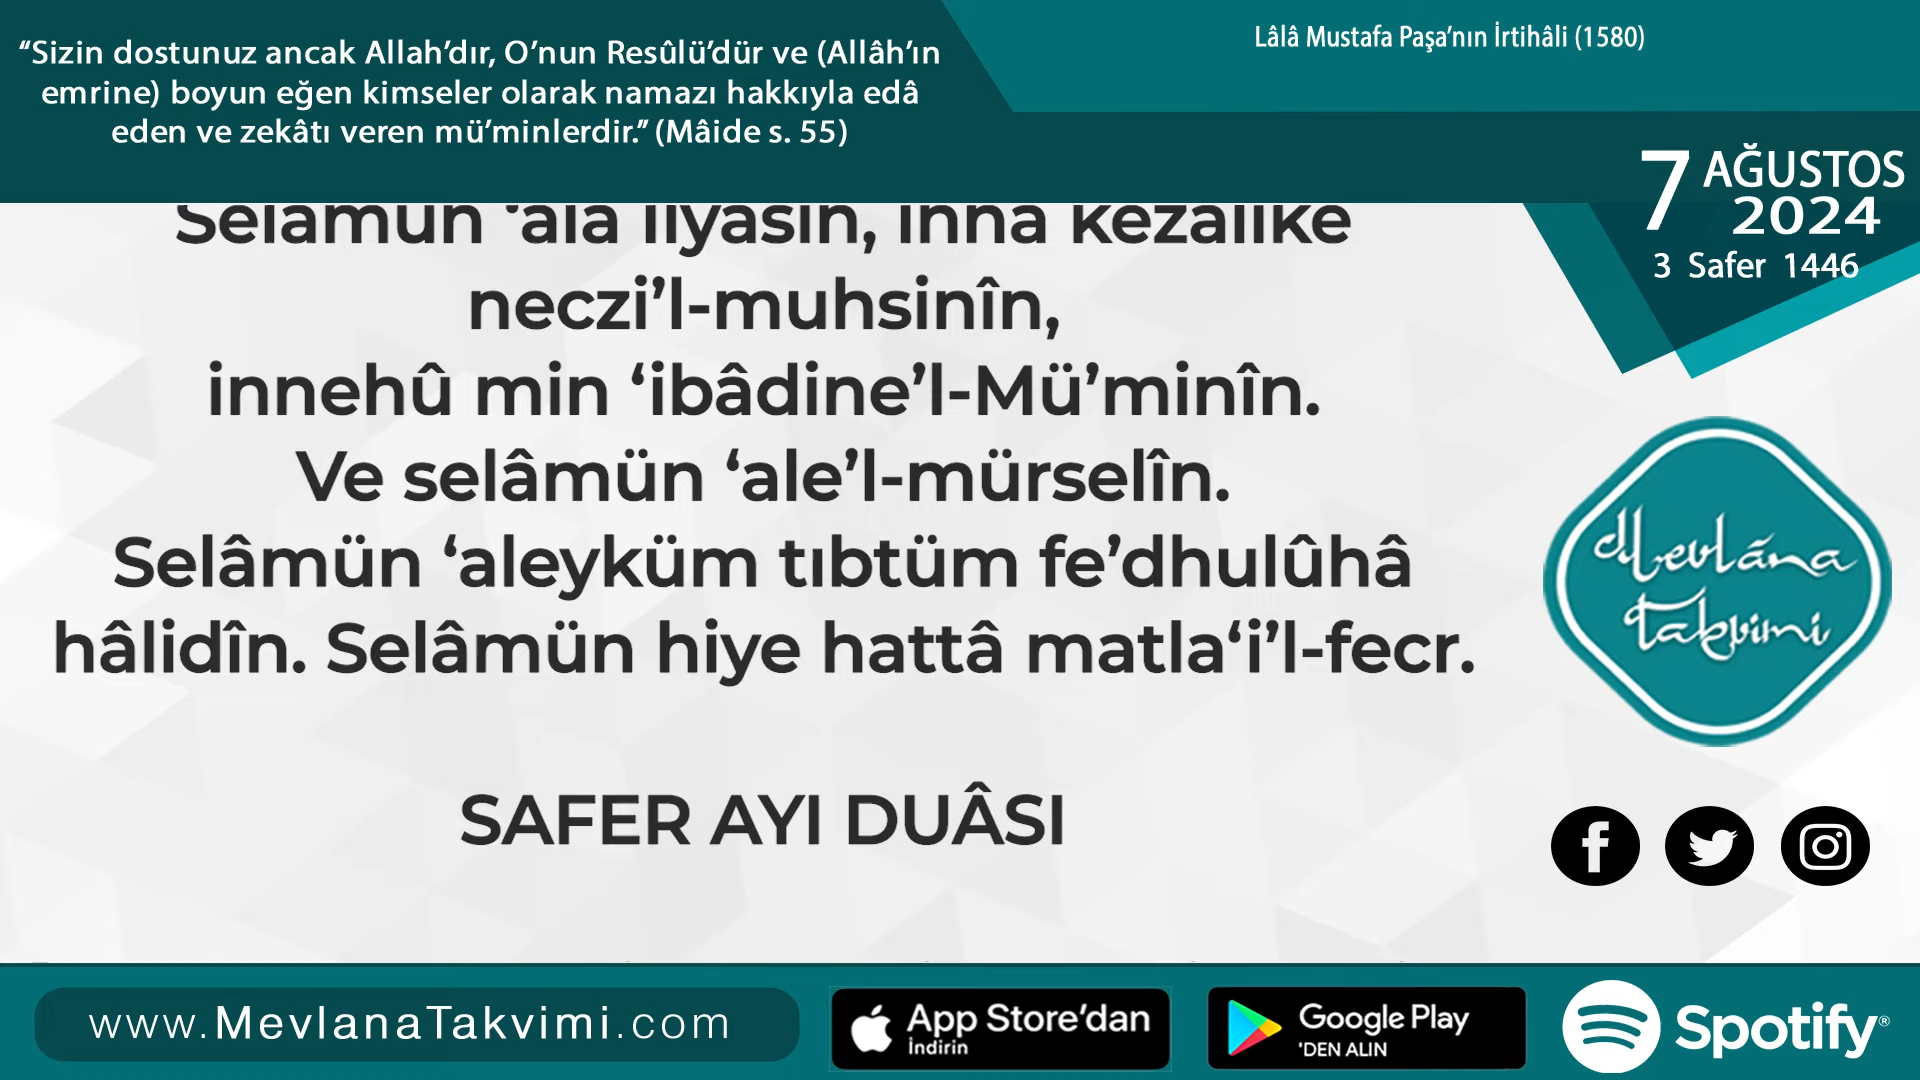 “Sizin dostunuz ancak Allah’dır, O’nun Resûlü’dür ve (Allâh’ın
emrine) boyun eğen kimseler olarak namazı hakkıyla edâ
eden ve zekâtı veren mü’minlerdir.” (Mâide s. 55)
Lâlâ Mustafa Paşa’nın İrtihâli (1580)
7 AĞUSTOS
2024
3 Safer 1446
neczi’l-muhsinîn,
innehû min ‘ibâdine’l-Mü’minîn.
Ve selâmün ‘ale’l-mürselîn.
Selâmün ‘aleyküm tıbtüm fe’dhulûhâ
hâlidîn. Selâmün hiye hattâ matla‘i’l-fecr.
SAFER AYI DUÂSI
Mevlâna
Takvimi
www.MevlanaTakvimi.com
App Store’dan
İndirin
Google Play
'DEN ALIN
Spotify®